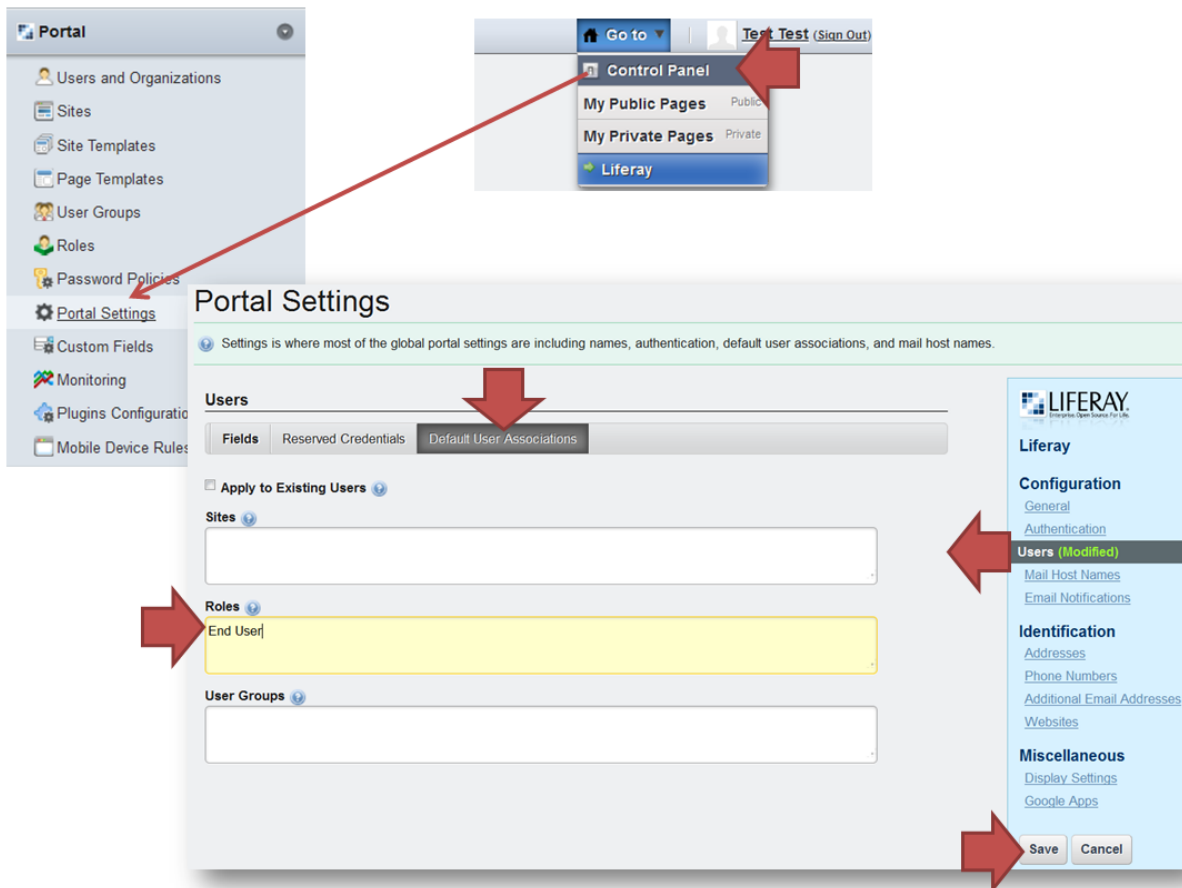 Portal
Users and Organizations
Sites
Site Templates
Page Templates
User Groups
Roles
Password Policies
Portal Settings
Custom Fields
Monitoring
Plugins Configuratio
Mobile Device Rules
Go to
Test Test (Sign Out)
Control Panel
My Public Pages Public
My Private Pages Private
Liferay
Portal Settings
Settings is where most of the global portal settings are including names, authentication, default user associations, and mail host names.
Users
Fields Reserved Credentials Default User Associations
Apply to Existing Users
Sites
Roles
End User
User Groups
LIFERAY.
Enterprise. Open Source. For Life.
Liferay
Configuration
General
Authentication
Users (Modified)
Mail Host Names
Email Notifications
Identification
Addresses
Phone Numbers
Additional Email Addresses
Websites
Miscellaneous
Display Settings
Google Apps
Save Cancel